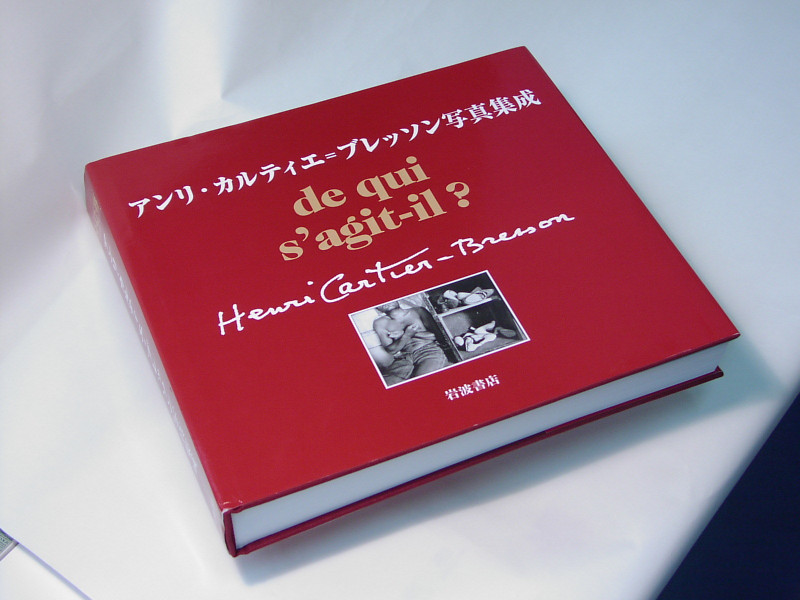 アンリ・カルティエ=ブレッソン写真集成
de qui
s'agit-il ?
Henri Cartier-Bresson
岩波書店